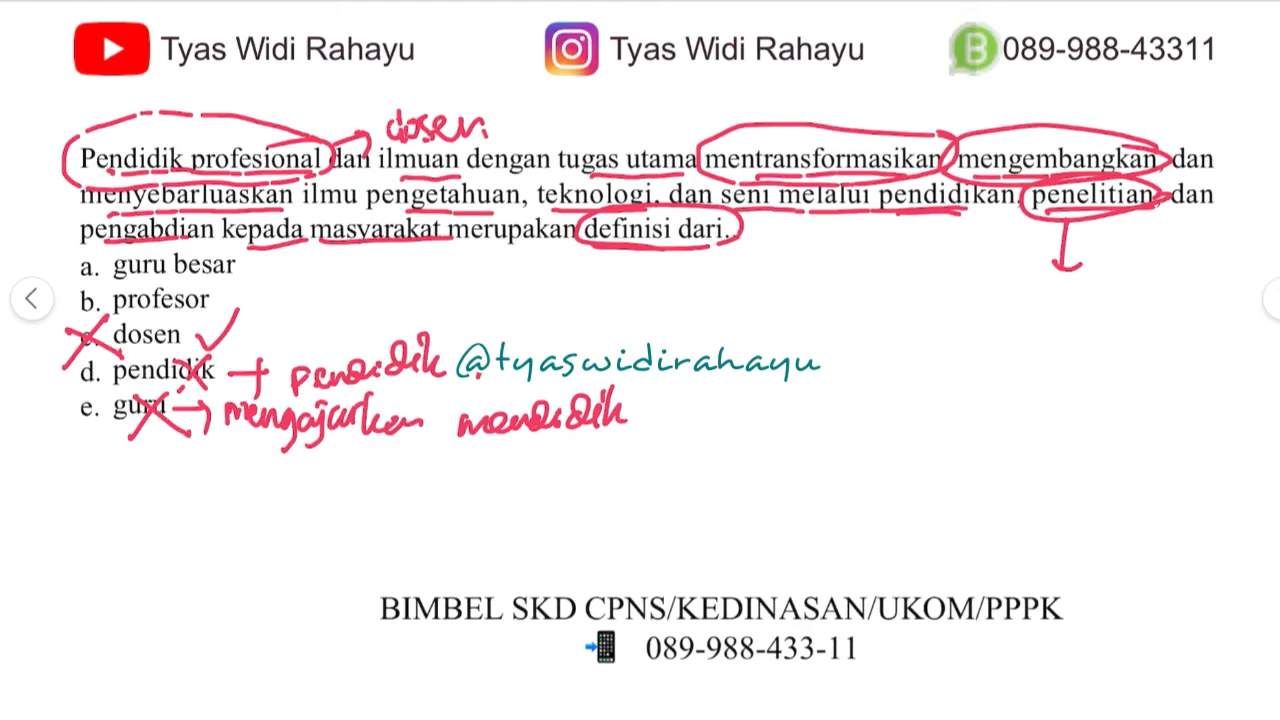 Tyas Widi Rahayu Tyas Widi Rahayu 089-988-43311
dosen
Pendidik profesional dan ilmuan dengan tugas utama mentransformasikan, mengembangkan, dan
menyebarluaskan ilmu pengetahuan, teknologi, dan seni melalui pendidikan, penelitian, dan
pengabdian kepada masyarakat merupakan definisi dari..
a. guru besar
b. profesor
c. dosen
d. pendidik pendidik @tyaswidirahayu
e. guru mengajarkan mendidik
BIMBEL SKD CPNS/KEDINASAN/UKOM/PPPK
089-988-433-11